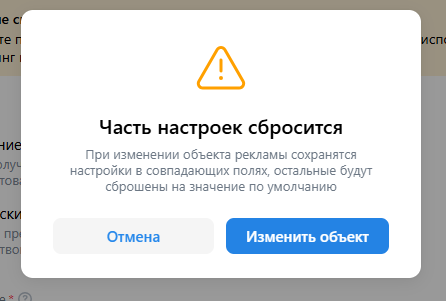 Часть настроек сбросится
При изменении объекта рекламы сохранятся
настройки в совпадающих полях, остальные будут
сброшены на значение по умолчанию
Отмена
Изменить объект